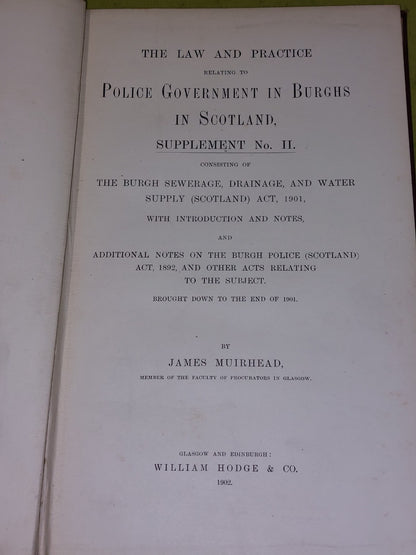 THE LAW AND PRACTICE
RELATING TO
POLICE GOVERNMENT IN BURGHS
IN SCOTLAND,
SUPPLEMENT No. II.
CONSISTING OF
THE BURGH SEWERAGE, DRAINAGE, AND WATER
SUPPLY (SCOTLAND) ACT, 1901,
WITH INTRODUCTION AND NOTES,
AND
ADDITIONAL NOTES ON THE BURGH POLICE (SCOTLAND)
ACT, 1892, AND OTHER ACTS RELATING
TO THE SUBJECT.
BROUGHT DOWN TO THE END OF 1901.
BY
JAMES MUIRHEAD,
MEMBER OF THE FACULTY OF PROCURATORS IN GLASGOW.
GLASGOW AND EDINBURGH:
WILLIAM HODGE & CO.
1902.